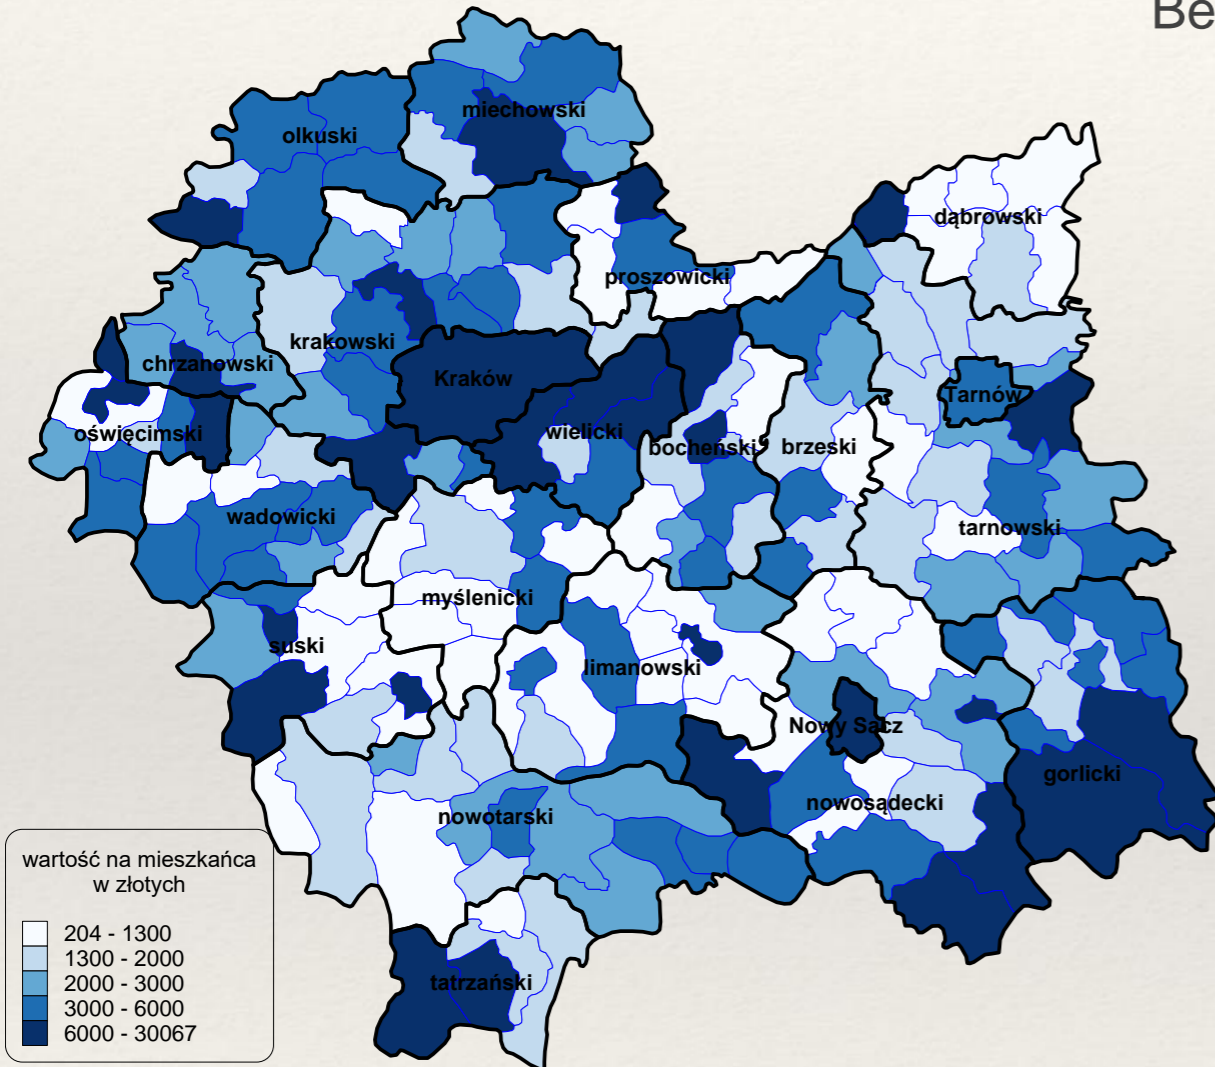 Be
miechowski
olkuski
dąbrowski
proszowicki
krakowski
chrzanowski
Kraków
Tarnów
oświęcimski
wielicki
bocheński
brzeski
wadowicki
tarnowski
myślenicki
suski
limanowski
Nowy Sącz
gorlicki
nowosądecki
nowotarski
tatrzański
wartość na mieszkańca
w złotych
204 - 1300
1300 - 2000
2000 - 3000
3000 - 6000
6000 - 30067